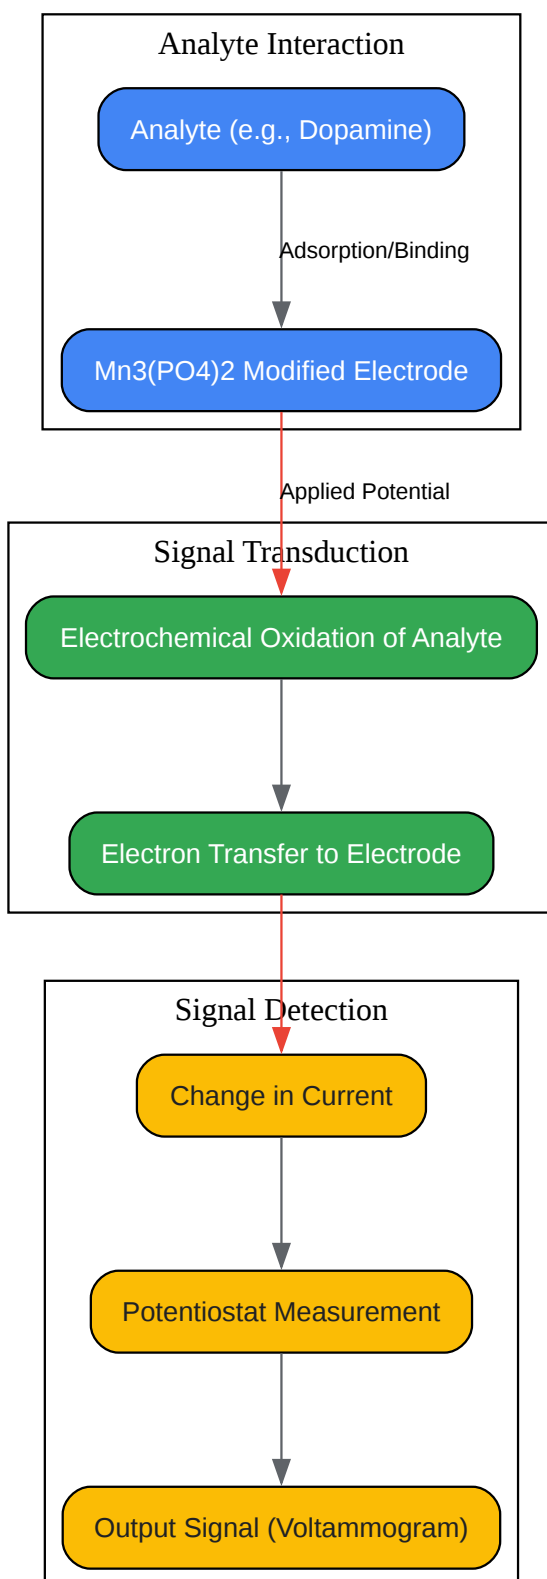 Analyte Interaction
Analyte (e.g., Dopamine)
Adsorption/Binding
Mn3(PO4)2 Modified Electrode
Applied Potential
Signal Transduction
Electrochemical Oxidation of Analyte
Electron Transfer to Electrode
Signal Detection
Change in Current
Potentiostat Measurement
Output Signal (Voltammogram)